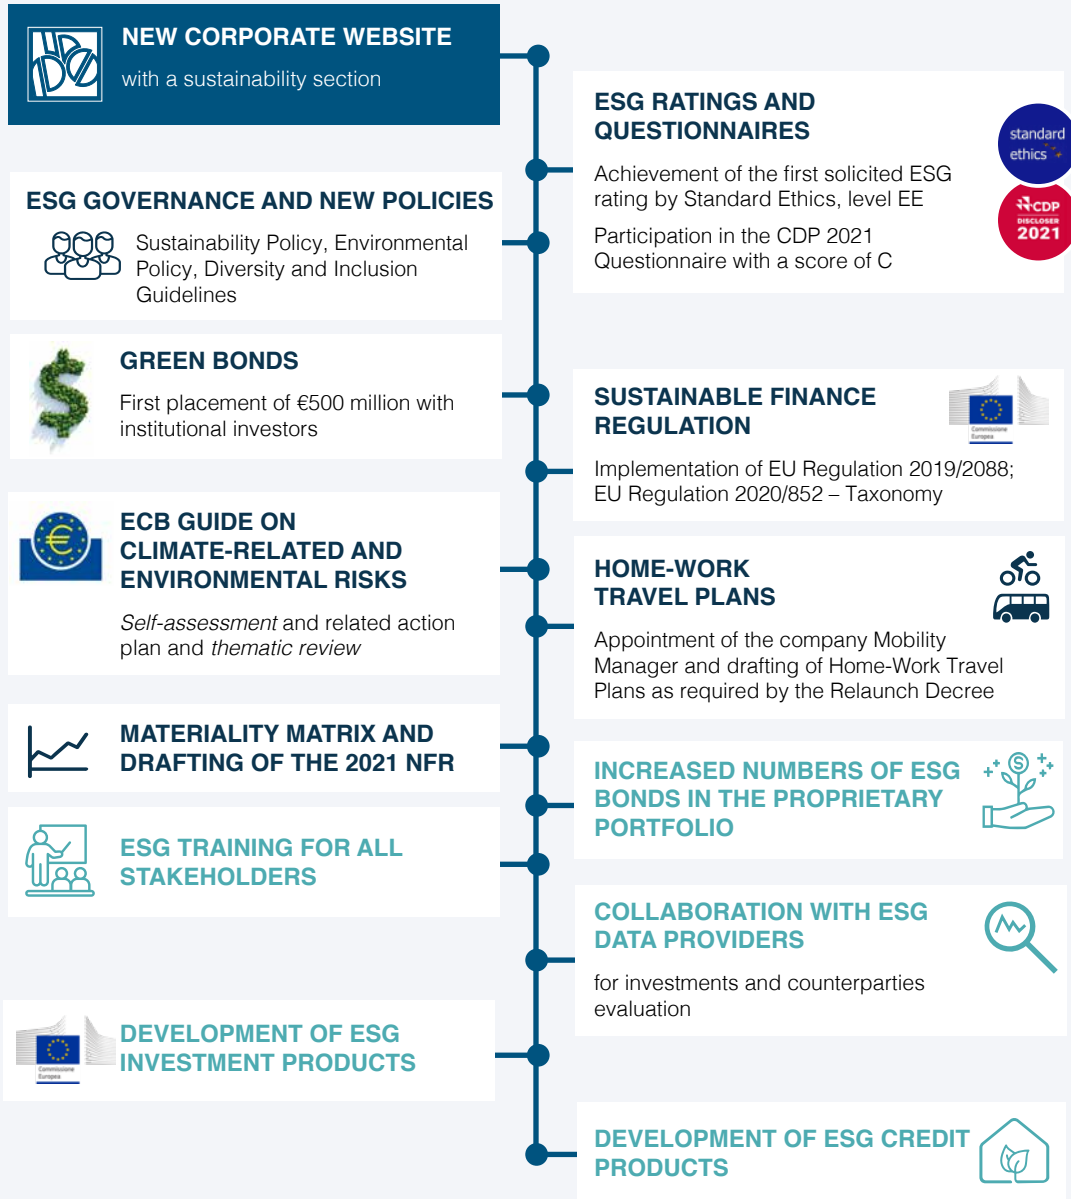 NEW CORPORATE WEBSITE
with a sustainability section
ESG RATINGS AND
QUESTIONNAIRES
Achievement of the first solicited ESG
rating by Standard Ethics, level EE
Participation in the CDP 2021
Questionnaire with a score of C
standard
ethics
CDP
DISCLOSER
2021
ESG GOVERNANCE AND NEW POLICIES
Sustainability Policy, Environmental
Policy, Diversity and Inclusion
Guidelines
GREEN BONDS
First placement of €500 million with
institutional investors
SUSTAINABLE FINANCE
REGULATION
Commissione
Europea
Implementation of EU Regulation 2019/2088;
EU Regulation 2020/852 – Taxonomy
ECB GUIDE ON
CLIMATE-RELATED AND
ENVIRONMENTAL RISKS
Self-assessment and related action
plan and thematic review
HOME-WORK
TRAVEL PLANS
Appointment of the company Mobility
Manager and drafting of Home-Work Travel
Plans as required by the Relaunch Decree
MATERIALITY MATRIX AND
DRAFTING OF THE 2021 NFR
INCREASED NUMBERS OF ESG
BONDS IN THE PROPRIETARY
PORTFOLIO
ESG TRAINING FOR ALL
STAKEHOLDERS
COLLABORATION WITH ESG
DATA PROVIDERS
for investments and counterparties
evaluation
DEVELOPMENT OF ESG
INVESTMENT PRODUCTS
Commissione
Europea
DEVELOPMENT OF ESG CREDIT
PRODUCTS